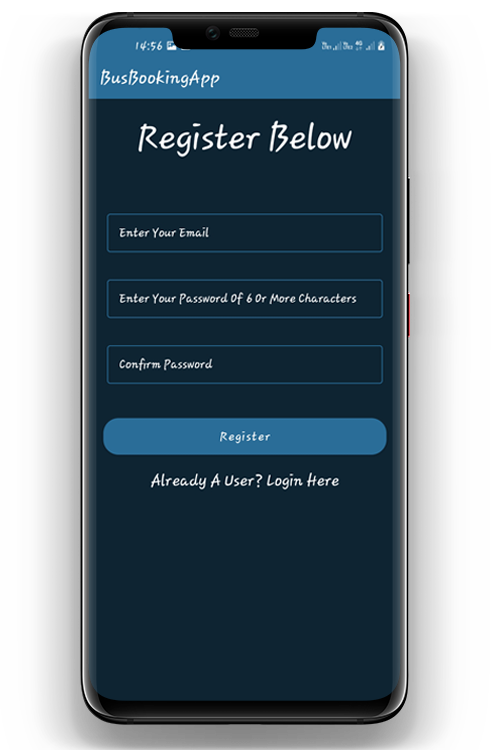 14:56
BusBookingApp
Register Below
Enter Your Email
Enter Your Password Of 6 Or More Characters
Confirm Password
Register
Already A User? Login Here